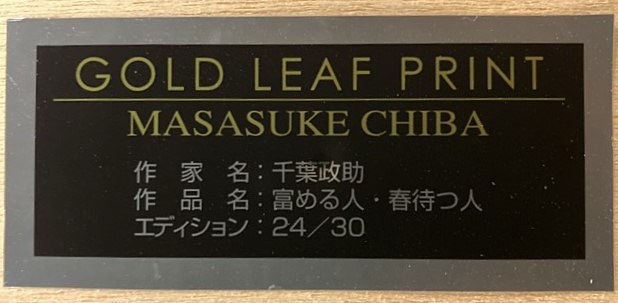 GOLD LEAF PRINT
MASASUKE CHIBA
作　家　名：千葉政助
作　品　名：富める人・春待つ人
エディション：24／30